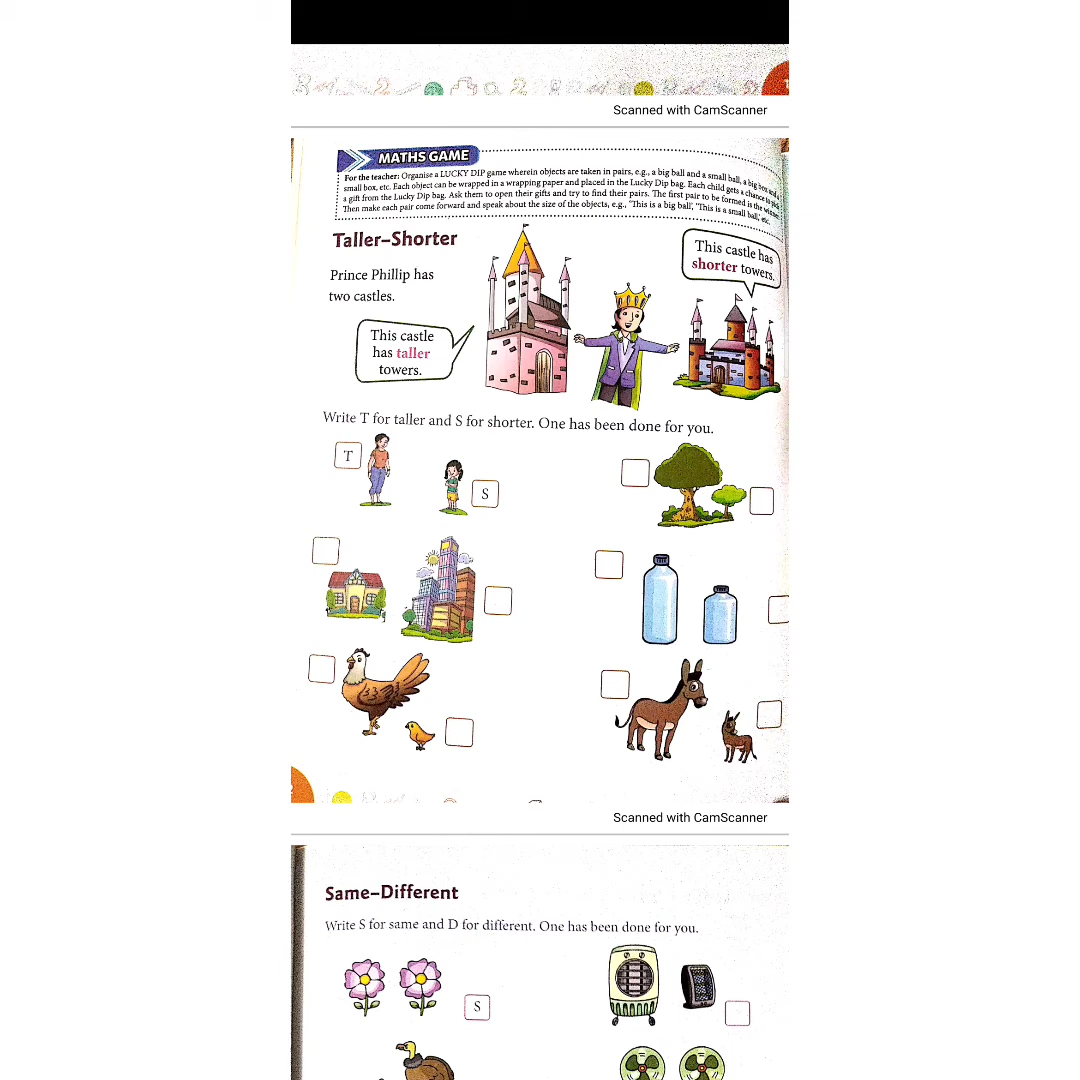 Scanned with CamScanner
MATHS GAME
For the teacher: Organise a LUCKY DIP game wherein objects are taken in pairs, e.g., a big ball and a small ball, a big box and a
small box, etc. Each object can be wrapped in a wrapping paper and placed in the Lucky Dip bag. Each child gets a chance to pick
a gift from the Lucky Dip bag. Ask them to open their gifts and try to find their pairs. The first pair to be formed is the winner.
Then make each pair come forward and speak about the size of the objects, e.g., 'This is a big ball', 'This is a small ball', etc.
Taller–Shorter
Prince Phillip has
two castles.
This castle has
shorter towers.
This castle
has taller
towers.
Write T for taller and S for shorter. One has been done for you.
T
S
Scanned with CamScanner
Same–Different
Write S for same and D for different. One has been done for you.
S